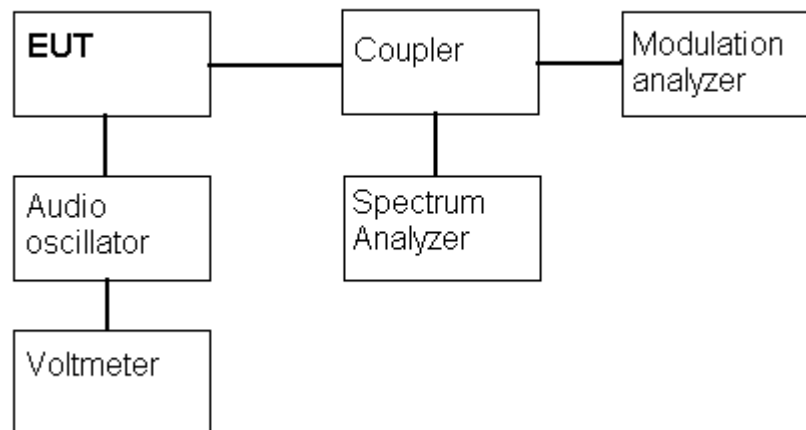 EUT
Coupler
Modulation
analyzer
Audio
oscillator
Spectrum
Analyzer
Voltmeter